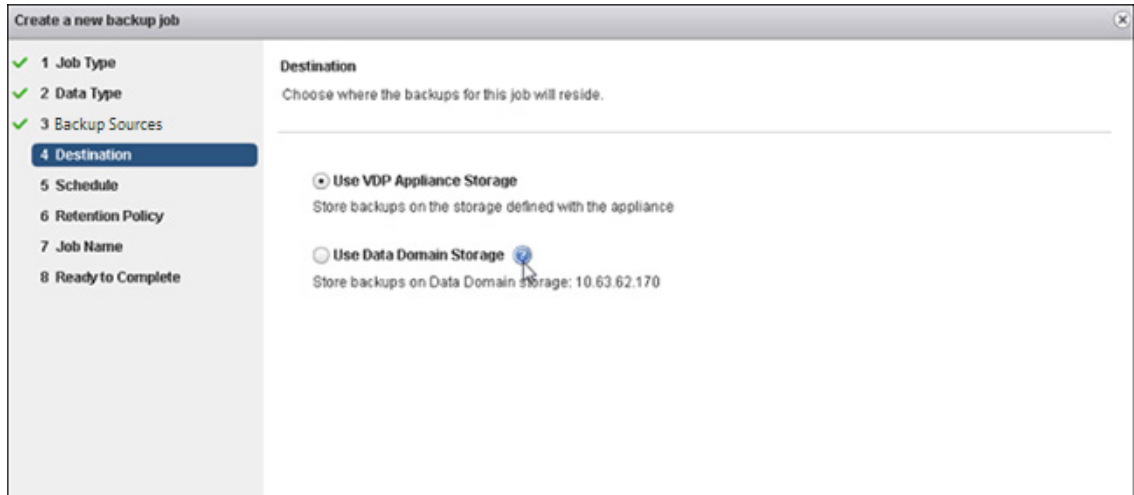 Create a new backup job
1 Job Type
2 Data Type
3 Backup Sources
4 Destination
5 Schedule
6 Retention Policy
7 Job Name
8 Ready to Complete
Destination
Choose where the backups for this job will reside.
Use VDP Appliance Storage
Store backups on the storage defined with the appliance
Use Data Domain Storage ?
Store backups on Data Domain storage: 10.63.62.170